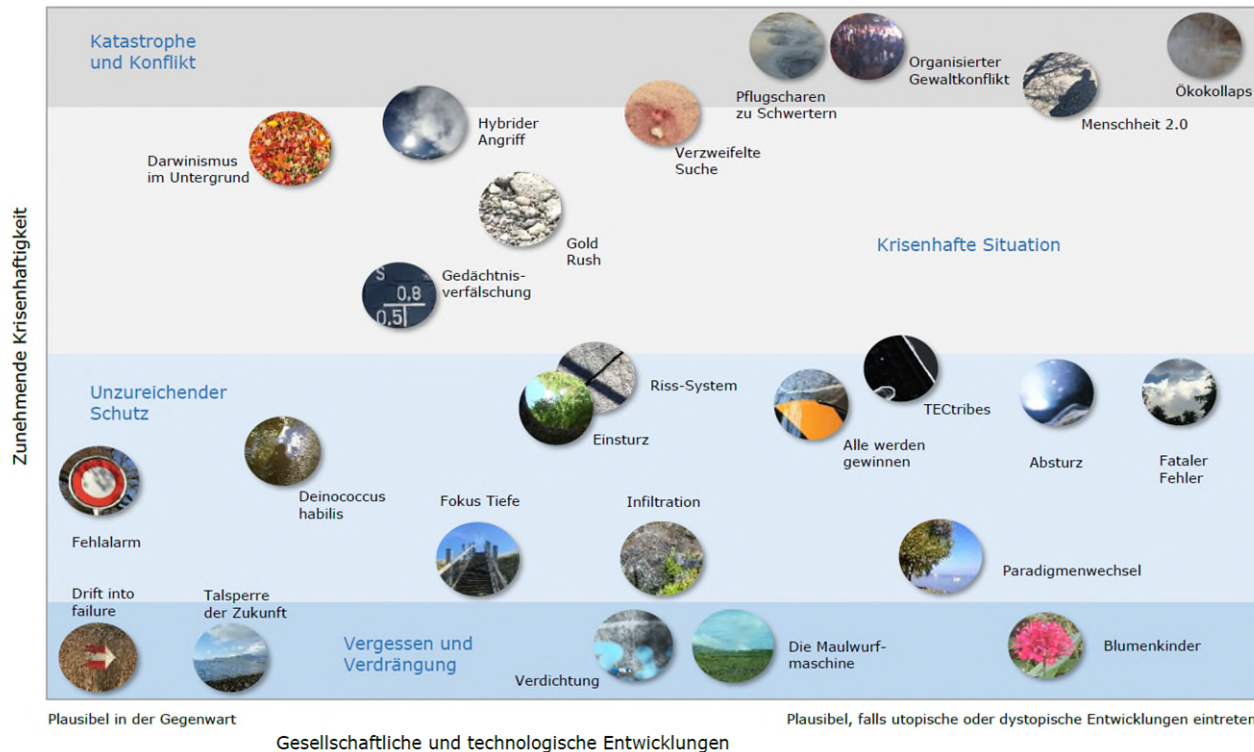 Katastrophe
und Konflikt
Pflugscharen
zu Schwertern
Organisierter
Gewaltkonflikt
Menschheit 2.0
Ökokollaps
Darwinismus
im Untergrund
Hybrider
Angriff
Verzweifelte
Suche
Gold
Rush
Krisenhafte Situation
Gedächtnis-
verfälschung
S
0,8
0,5
Zunehmende Krisenhaftigkeit
Unzureichender
Schutz
Riss-System
Einsturz
TECtribes
Alle werden
gewinnen
Absturz
Fataler
Fehler
Deinococcus
habilis
Fehlalarm
Fokus Tiefe
Infiltration
Paradigmenwechsel
Drift into
failure
Talsperre
der Zukunft
Vergessen und
Verdrängung
Verdichtung
Die Maulwurf-
maschine
Blumenkinder
Plausibel in der Gegenwart
Plausibel, falls utopische oder dystopische Entwicklungen eintreten
Gesellschaftliche und technologische Entwicklungen